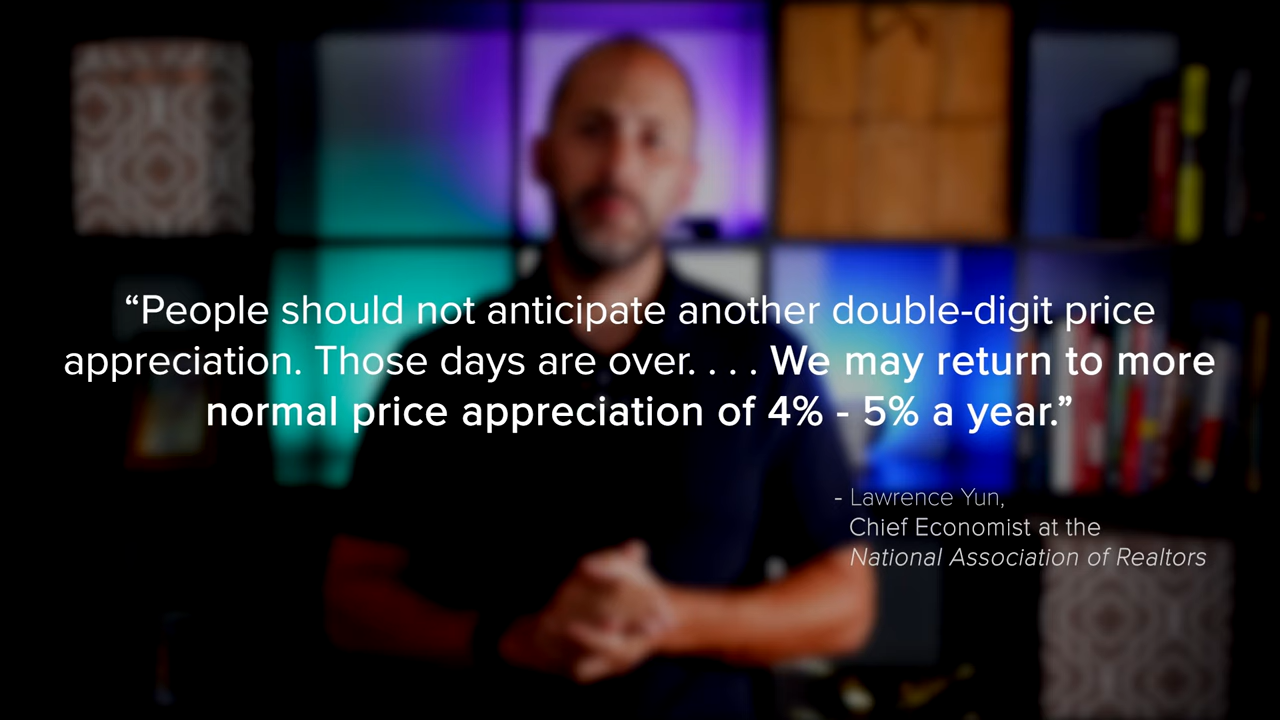 “People should not anticipate another double-digit price
appreciation. Those days are over. . . . We may return to more
normal price appreciation of 4% - 5% a year.”
- Lawrence Yun,
Chief Economist at the
National Association of Realtors